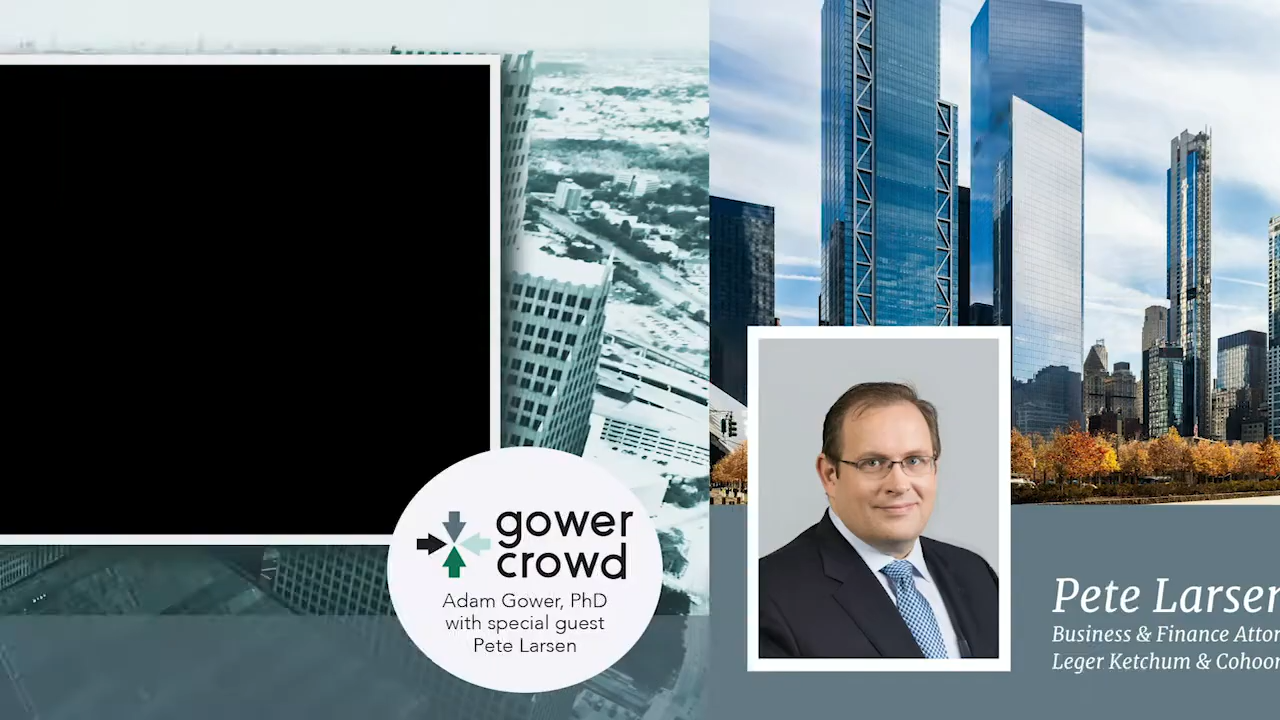 gower
crowd
Adam Gower, PhD
with special guest
Pete Larsen
Pete Larsen
Business & Finance Attor
Leger Ketchum & Cohoon